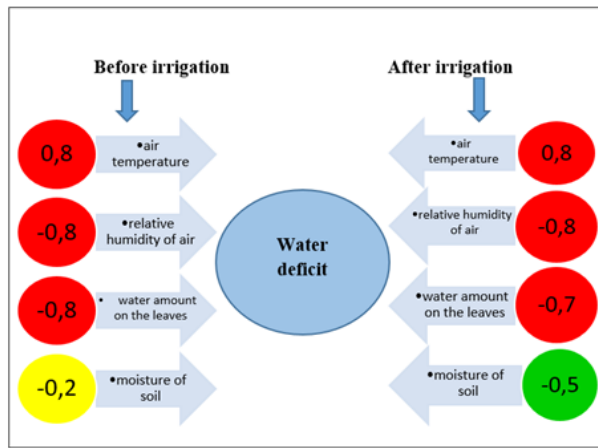 Before irrigation
After irrigation
0,8
•air
temperature
•air
temperature
0,8
-0,8
•relative
humidity of air
•relative humidity
of air
-0,8
Water
deficit
-0,8
• water amount
on the leaves
•water amount
on the leaves
-0,7
-0,2
•moisture of
soil
•moisture of
soil
-0,5